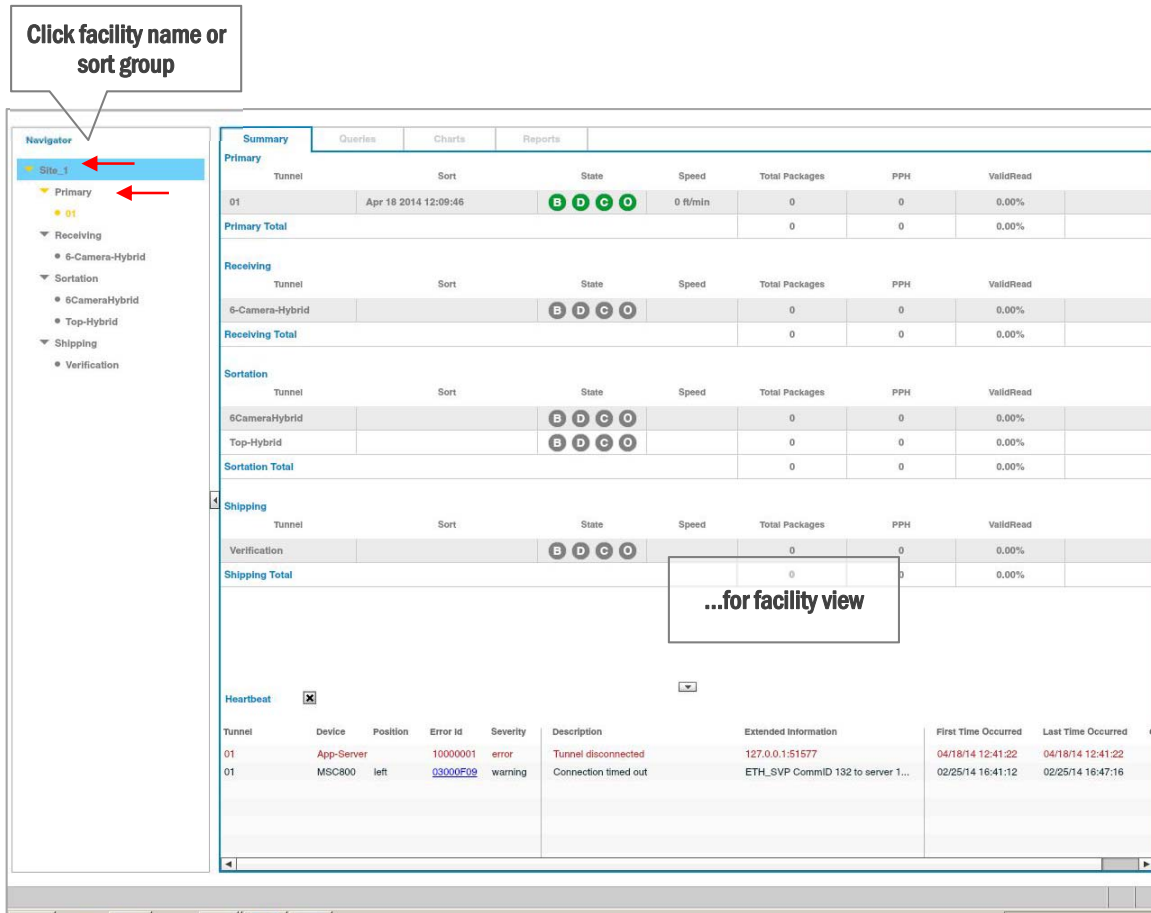 Click facility name or
sort group
Navigator
Site_1
Primary
01
Receiving
6-Camera-Hybrid
Sortation
6CameraHybrid
Top-Hybrid
Shipping
Verification
Summary Queries Charts Reports
Primary
Tunnel Sort State Speed Total Packages PPH ValidRead
01 Apr 18 2014 12:09:46 B D C O 0 ft/min 0 0 0.00%
Primary Total 0 0 0.00%
Receiving
Tunnel Sort State Speed Total Packages PPH ValidRead
6-Camera-Hybrid B D C O 0 0 0.00%
Receiving Total 0 0 0.00%
Sortation
Tunnel Sort State Speed Total Packages PPH ValidRead
6CameraHybrid B D C O 0 0 0.00%
Top-Hybrid B D C O 0 0 0.00%
Sortation Total 0 0 0.00%
Shipping
Tunnel Sort State Speed Total Packages PPH ValidRead
Verification B D C O 0 0 0.00%
Shipping Total 0 0 0.00%
...for facility view
Heartbeat
Tunnel Device Position Error Id Severity Description Extended Information First Time Occurred Last Time Occurred
01 App-Server 10000001 error Tunnel disconnected 127.0.0.1:51577 04/18/14 12:41:22 04/18/14 12:41:22
01 MSC800 left 03000F09 warning Connection timed out ETH_SVP CommID 132 to server 1... 02/25/14 16:41:12 02/25/14 16:47:16